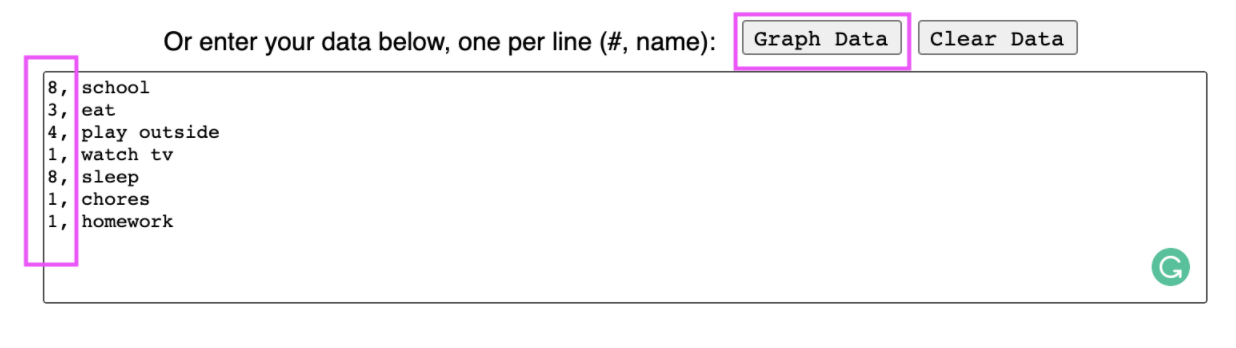 Or enter your data below, one per line (#, name): Graph Data Clear Data
8, school
3, eat
4, play outside
1, watch tv
8, sleep
1, chores
1, homework